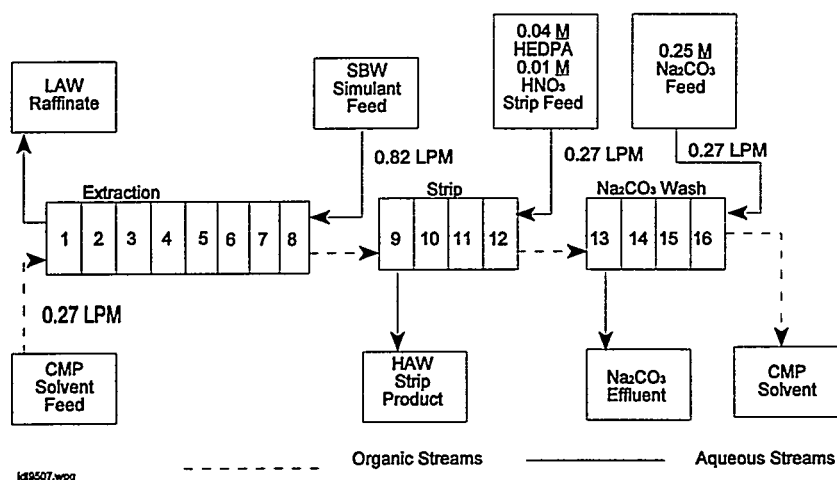 LAW
Raffinate
SBW
Simulant
Feed
0.04 M
HEDPA
0.01 M
HNO₃
Strip Feed
0.25 M
Na₂CO₃
Feed
0.82 LPM
0.27 LPM
0.27 LPM
Extraction
Strip
Na₂CO₃ Wash
1 2 3 4 5 6 7 8
9 10 11 12
13 14 15 16
0.27 LPM
CMP
Solvent
Feed
HAW
Strip
Product
Na₂CO₃
Effluent
CMP
Solvent
Organic Streams
Aqueous Streams